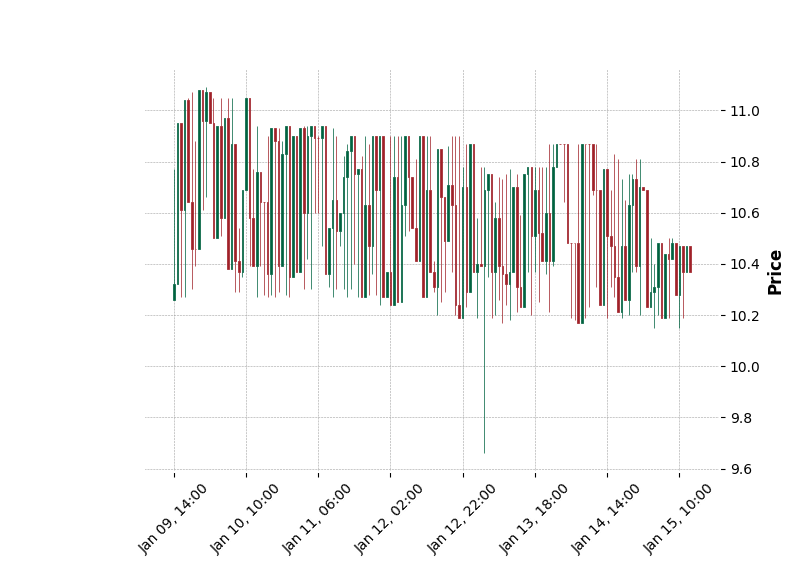 11.0
10.8
10.6
10.4
10.2
10.0
9.8
9.6
Price
Jan 09, 14:00
Jan 10, 10:00
Jan 11, 06:00
Jan 12, 02:00
Jan 12, 22:00
Jan 13, 18:00
Jan 14, 14:00
Jan 15, 10:00